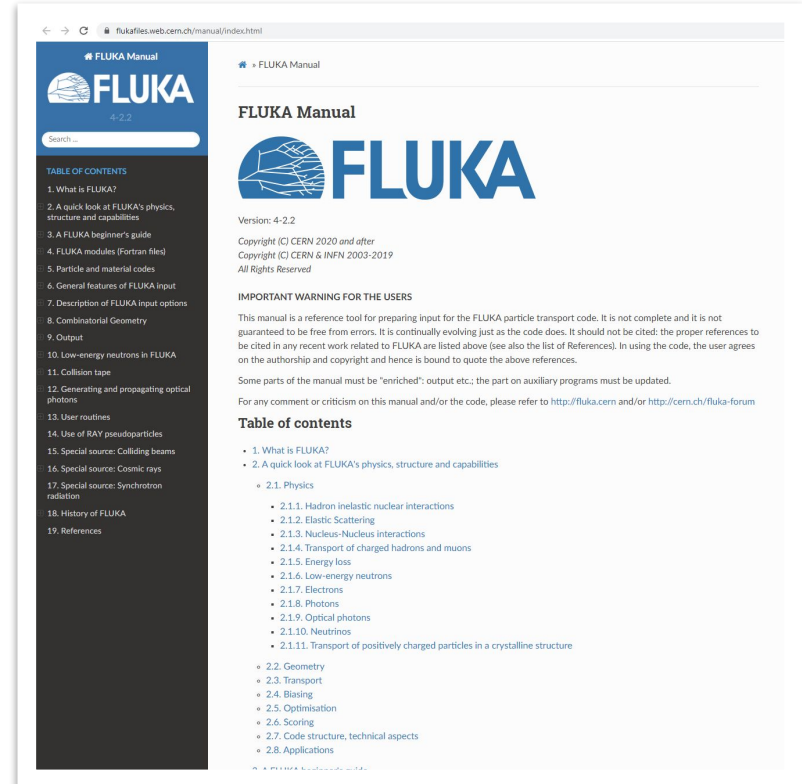 flukafiles.web.cern.ch/manual/index.html
FLUKA Manual
FLUKA
4-2.2
Search ...
TABLE OF CONTENTS
1. What is FLUKA?
2. A quick look at FLUKA's physics,
structure and capabilities
3. A FLUKA beginner's guide
4. FLUKA modules (Fortran files)
5. Particle and material codes
6. General features of FLUKA input
7. Description of FLUKA input options
8. Combinatorial Geometry
9. Output
10. Low-energy neutrons in FLUKA
11. Collision tape
12. Generating and propagating optical
photons
13. User routines
14. Use of RAY pseudoparticles
15. Special source: Colliding beams
16. Special source: Cosmic rays
17. Special source: Synchrotron
radiation
18. History of FLUKA
19. References
» FLUKA Manual
FLUKA Manual
FLUKA
Version: 4-2.2
Copyright (C) CERN 2020 and after
Copyright (C) CERN & INFN 2003-2019
All Rights Reserved
IMPORTANT WARNING FOR THE USERS
This manual is a reference tool for preparing input for the FLUKA particle transport code. It is not complete and it is not
guaranteed to be free from errors. It is continually evolving just as the code does. It should not be cited: the proper references to
be cited in any recent work related to FLUKA are listed above (see also the list of References). In using the code, the user agrees
on the authorship and copyright and hence is bound to quote the above references.
Some parts of the manual must be "enriched": output etc.; the part on auxiliary programs must be updated.
For any comment or criticism on this manual and/or the code, please refer to http://fluka.cern and/or http://cern.ch/fluka-forum
Table of contents
• 1. What is FLUKA?
• 2. A quick look at FLUKA's physics, structure and capabilities
◦ 2.1. Physics
▪ 2.1.1. Hadron inelastic nuclear interactions
▪ 2.1.2. Elastic Scattering
▪ 2.1.3. Nucleus-Nucleus interactions
▪ 2.1.4. Transport of charged hadrons and muons
▪ 2.1.5. Energy loss
▪ 2.1.6. Low-energy neutrons
▪ 2.1.7. Electrons
▪ 2.1.8. Photons
▪ 2.1.9. Optical photons
▪ 2.1.10. Neutrinos
▪ 2.1.11. Transport of positively charged particles in a crystalline structure
◦ 2.2. Geometry
◦ 2.3. Transport
◦ 2.4. Biasing
◦ 2.5. Optimisation
◦ 2.6. Scoring
◦ 2.7. Code structure, technical aspects
◦ 2.8. Applications